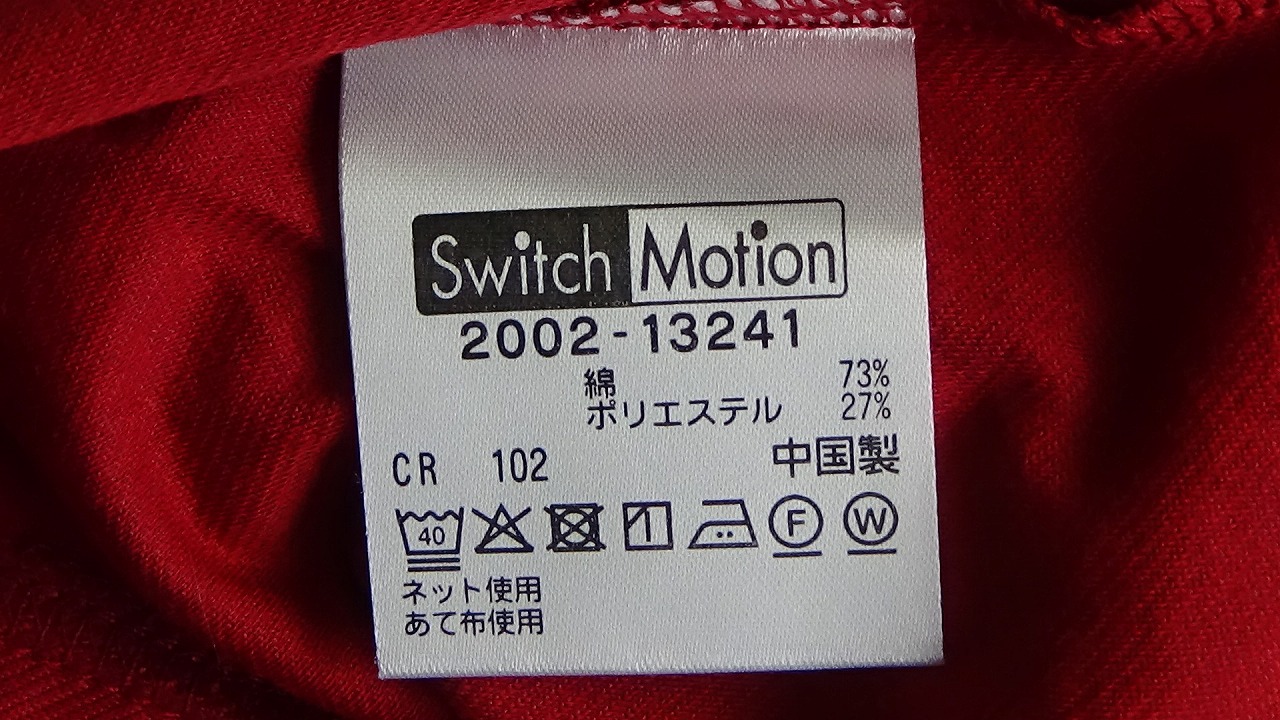 Switch Motion
2002-13241
綿 73%
ポリエステル 27%
CR 102 中国製
40 F W
ネット使用
あて布使用